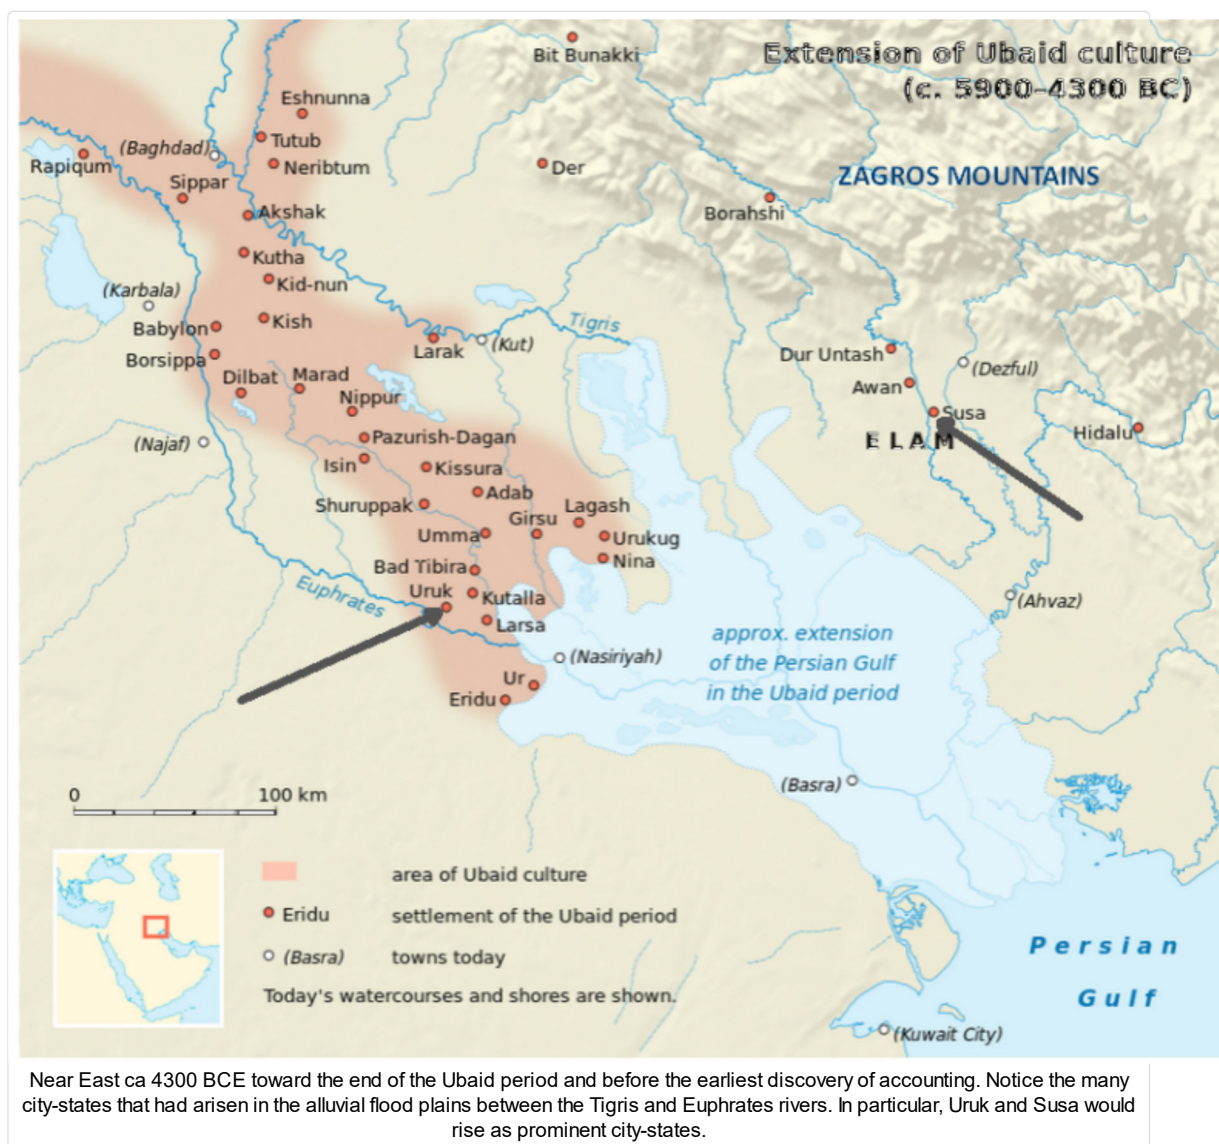 Extension of Ubaid culture
(c. 5900–4300 BC)
Bit Bunakki
Eshnunna
Tutub
(Baghdad)
Neribtum
Rapiqum
Der
ZAGROS MOUNTAINS
Sippar
Borahshi
Akshak
Kutha
Kid-nun
(Karbala)
Kish
Tigris
Babylon
(Kut)
Larak
Borsippa
Dur Untash
(Dezful)
Dilbat
Marad
Awan
Nippur
Susa
Pazurish-Dagan
Hidalu
(Najaf)
ELAM
Isin
Kissura
Adab
Shuruppak
Lagash
Girsu
Umma
Urukug
Nina
Bad Tibira
Euphrates
Uruk
Kutalla
(Ahvaz)
Larsa
approx. extension
of the Persian Gulf
in the Ubaid period
(Nasiriyah)
Ur
Eridu
(Basra)
0 100 km
area of Ubaid culture
Eridu settlement of the Ubaid period
(Basra) towns today
Today's watercourses and shores are shown.
Persian
Gulf
(Kuwait City)
Near East ca 4300 BCE toward the end of the Ubaid period and before the earliest discovery of accounting. Notice the many
city-states that had arisen in the alluvial flood plains between the Tigris and Euphrates rivers. In particular, Uruk and Susa would
rise as prominent city-states.